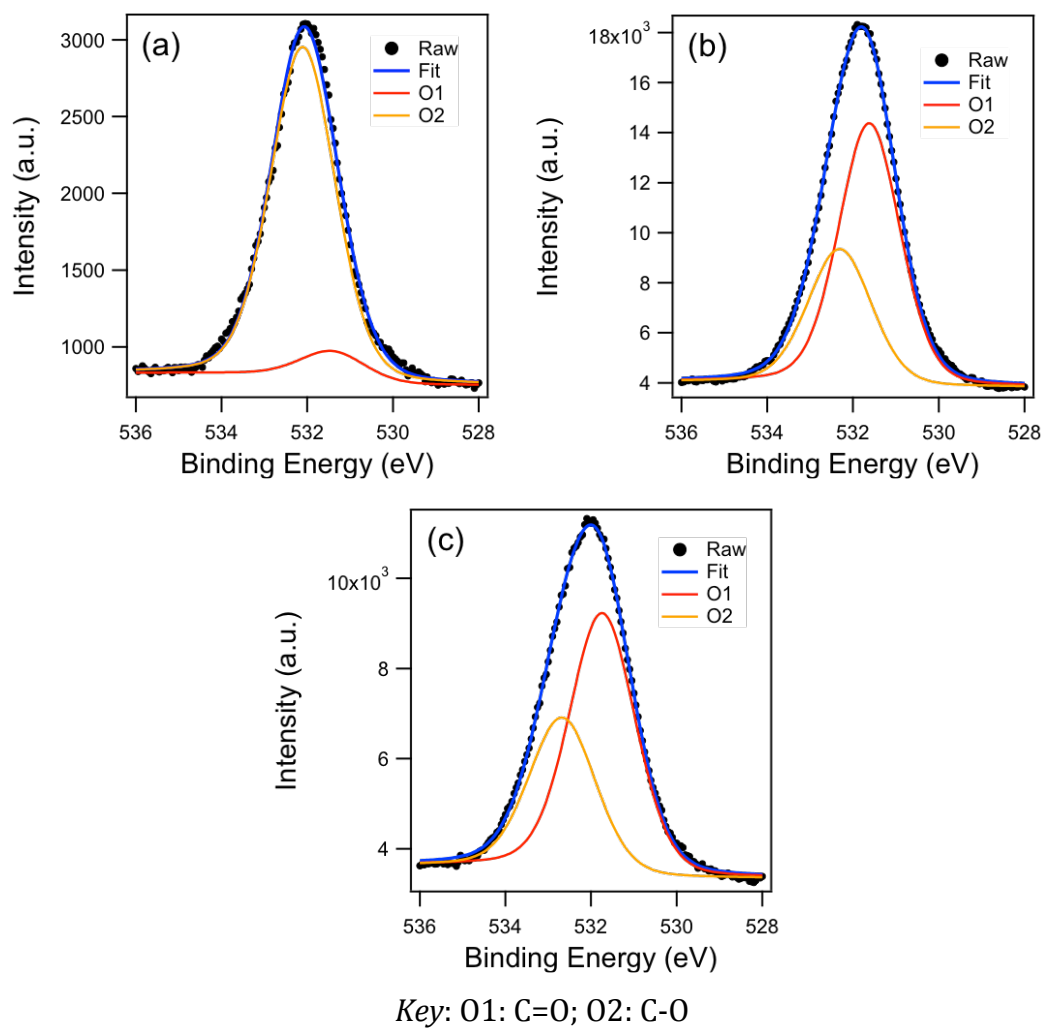 (a)
Raw
Fit
O1
O2
3000
2500
2000
1500
1000
Intensity (a.u.)
536 534 532 530 528
Binding Energy (eV)
(b)
Raw
Fit
O1
O2
18x10³
16
14
12
10
8
6
4
Intensity (a.u.)
536 534 532 530 528
Binding Energy (eV)
(c)
Raw
Fit
O1
O2
10x10³
8
6
4
Intensity (a.u.)
536 534 532 530 528
Binding Energy (eV)
Key: O1: C=O; O2: C-O